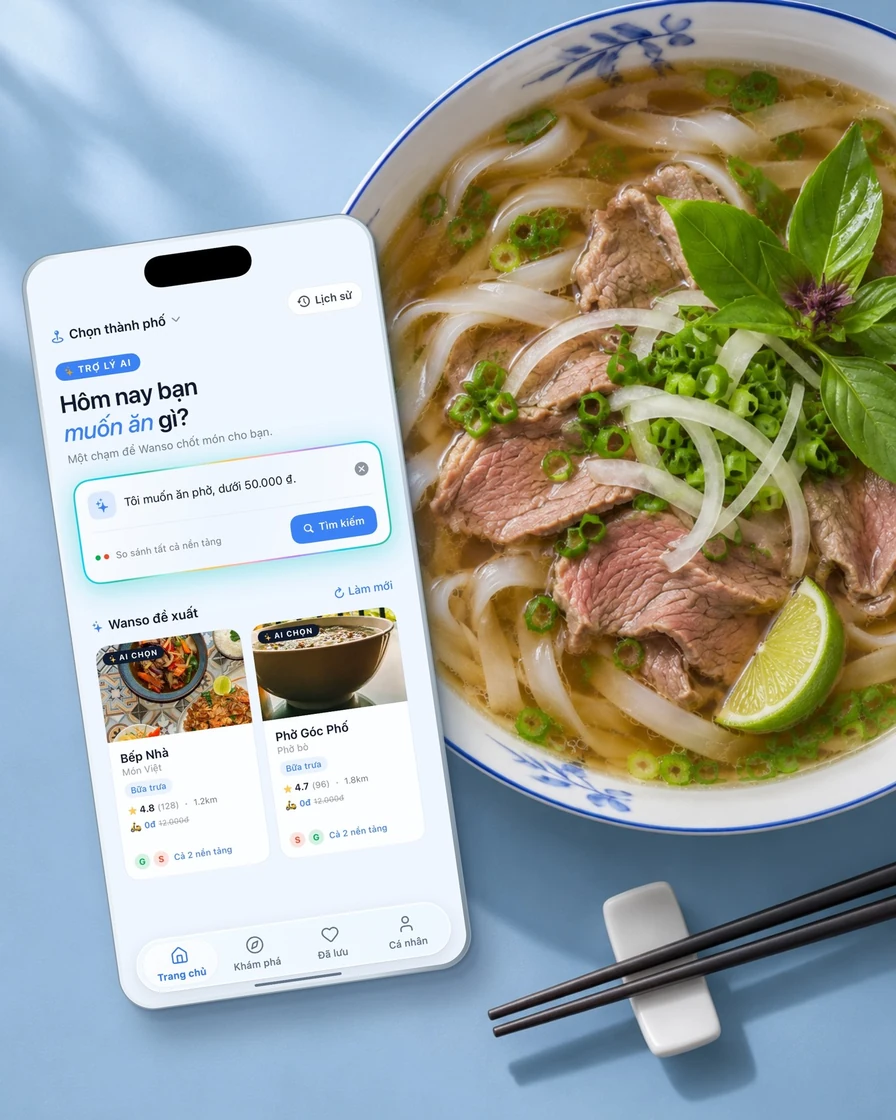 Lịch sử
Chọn thành phố
TRỢ LÝ AI
Hôm nay bạn
muốn ăn gì?
Một chạm để Wanso chốt món cho bạn.
Tôi muốn ăn phở, dưới 50.000 ₫.
So sánh tất cả nền tảng
Tìm kiếm
Wanso đề xuất
Làm mới
AI CHỌN
Bếp Nhà
Món Việt
Bữa trưa
4.8 (128) · 1.2km
0đ 12.000đ
G S Cả 2 nền tảng
AI CHỌN
Phở Góc Phố
Phở bò
Bữa trưa
4.7 (96) · 1.8km
0đ 12.000đ
S G Cả 2 nền tảng
Trang chủ
Khám phá
Đã lưu
Cá nhân